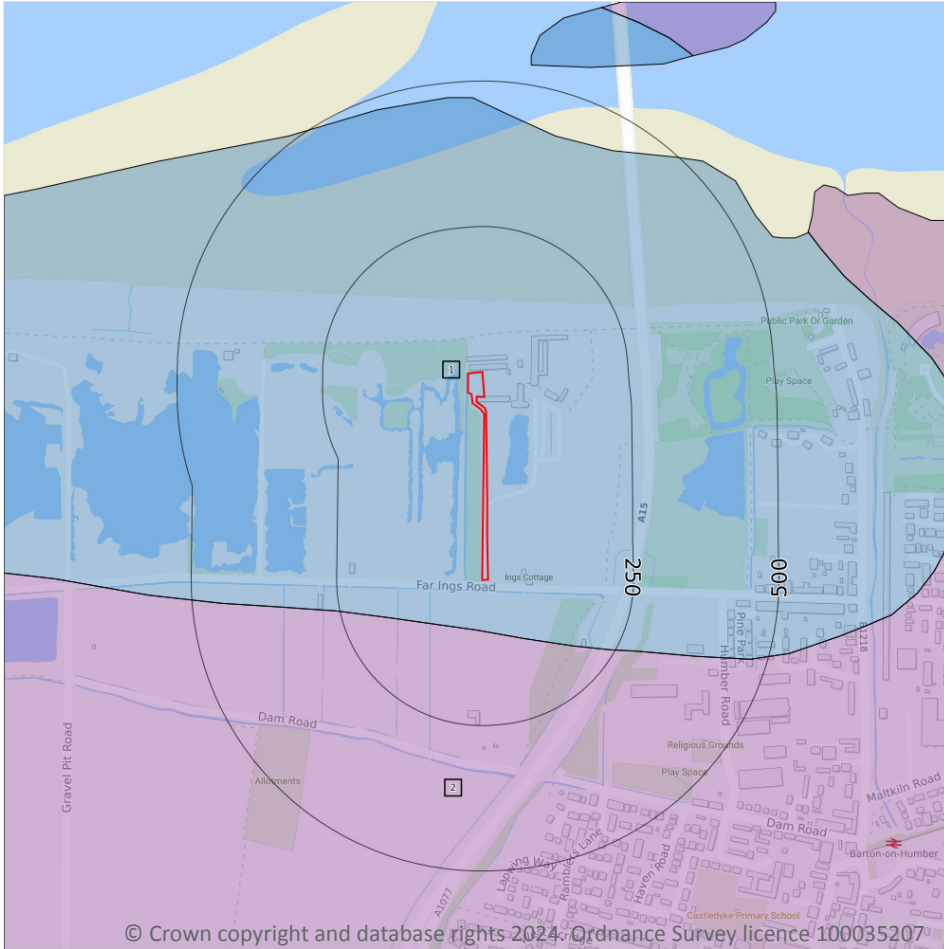 Public Park Or Garden
1
Play Space
A15
Far Ings Road
Ings Cottage
250
500
Pine Park
B1218
Humber Road
Dam Road
Gravel Pit Road
Religious Grounds
Play Space
Allotments
2
Maltkiln Road
Dam Road
Barton-on-Humber
Lapwing Way
Ramblers Lane
Haven Road
A1077
Castledyke Primary School
© Crown copyright and database rights 2024. Ordnance Survey licence 100035207